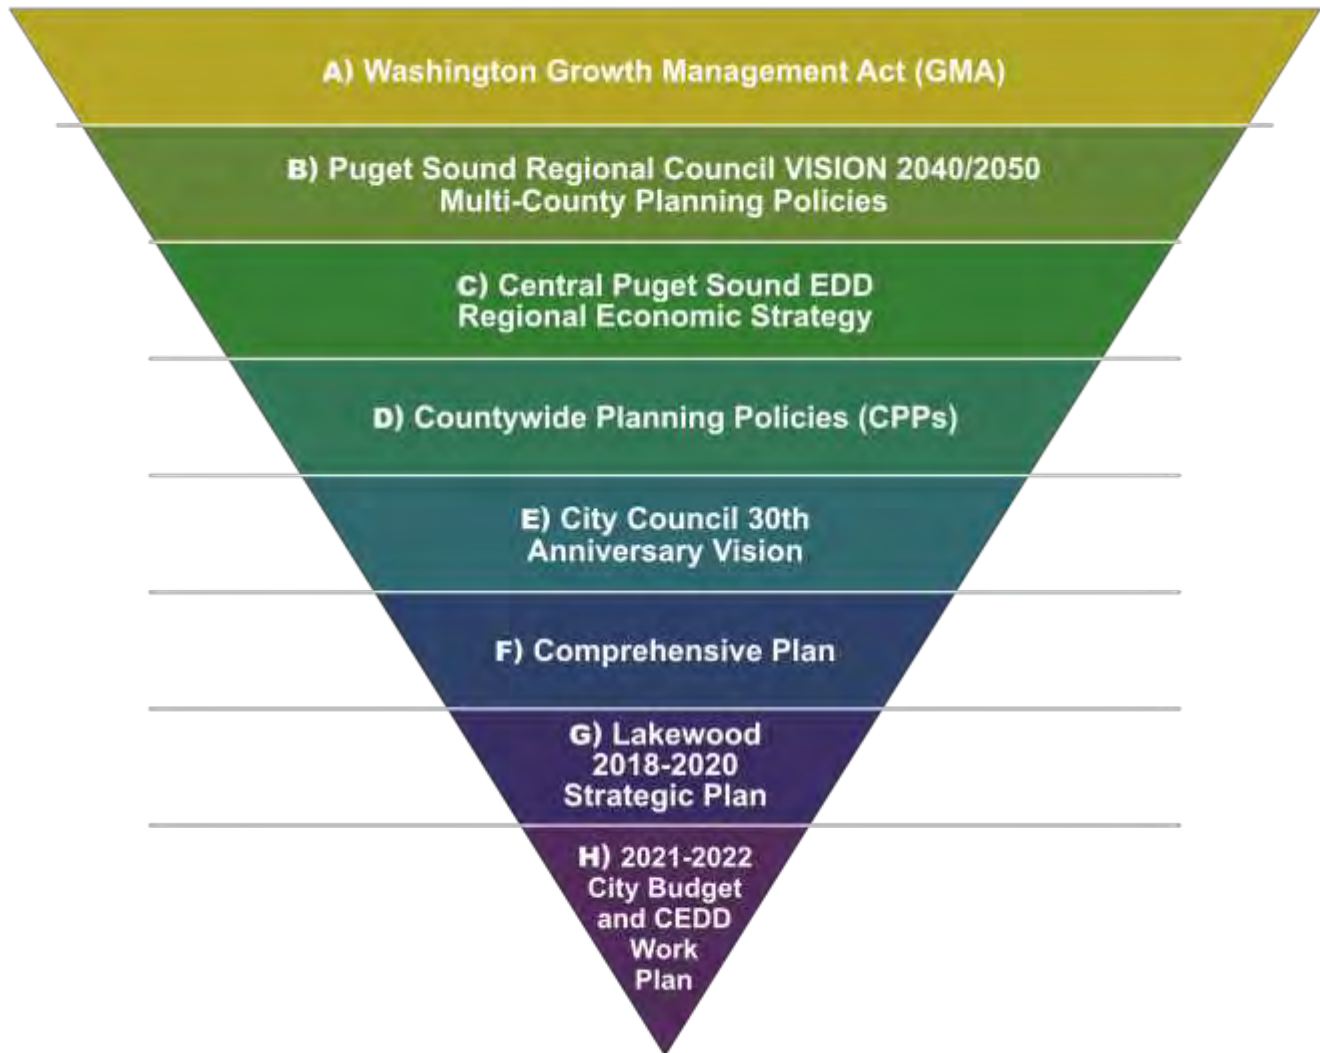 A) Washington Growth Management Act (GMA)
B) Puget Sound Regional Council VISION 2040/2050
Multi-County Planning Policies
C) Central Puget Sound EDD
Regional Economic Strategy
D) Countywide Planning Policies (CPPs)
E) City Council 30th
Anniversary Vision
F) Comprehensive Plan
G) Lakewood
2018-2020
Strategic Plan
H) 2021-2022
City Budget
and CEDD
Work
Plan